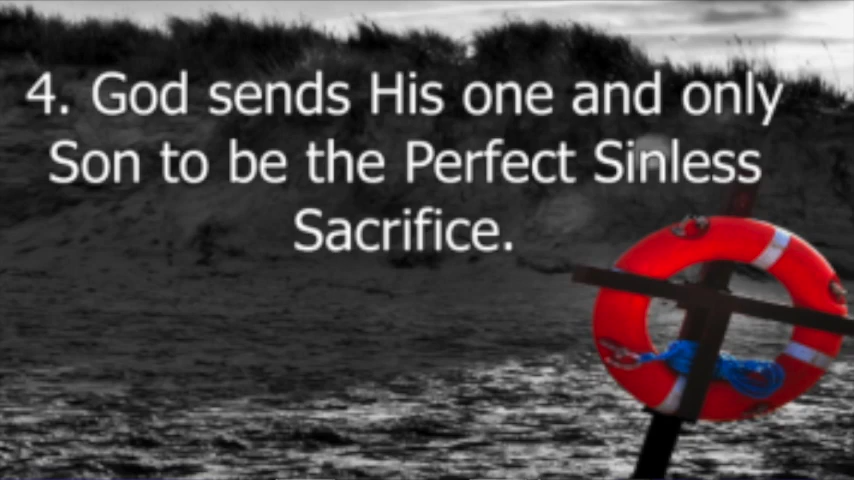 4. God sends His one and only
Son to be the Perfect Sinless
Sacrifice.